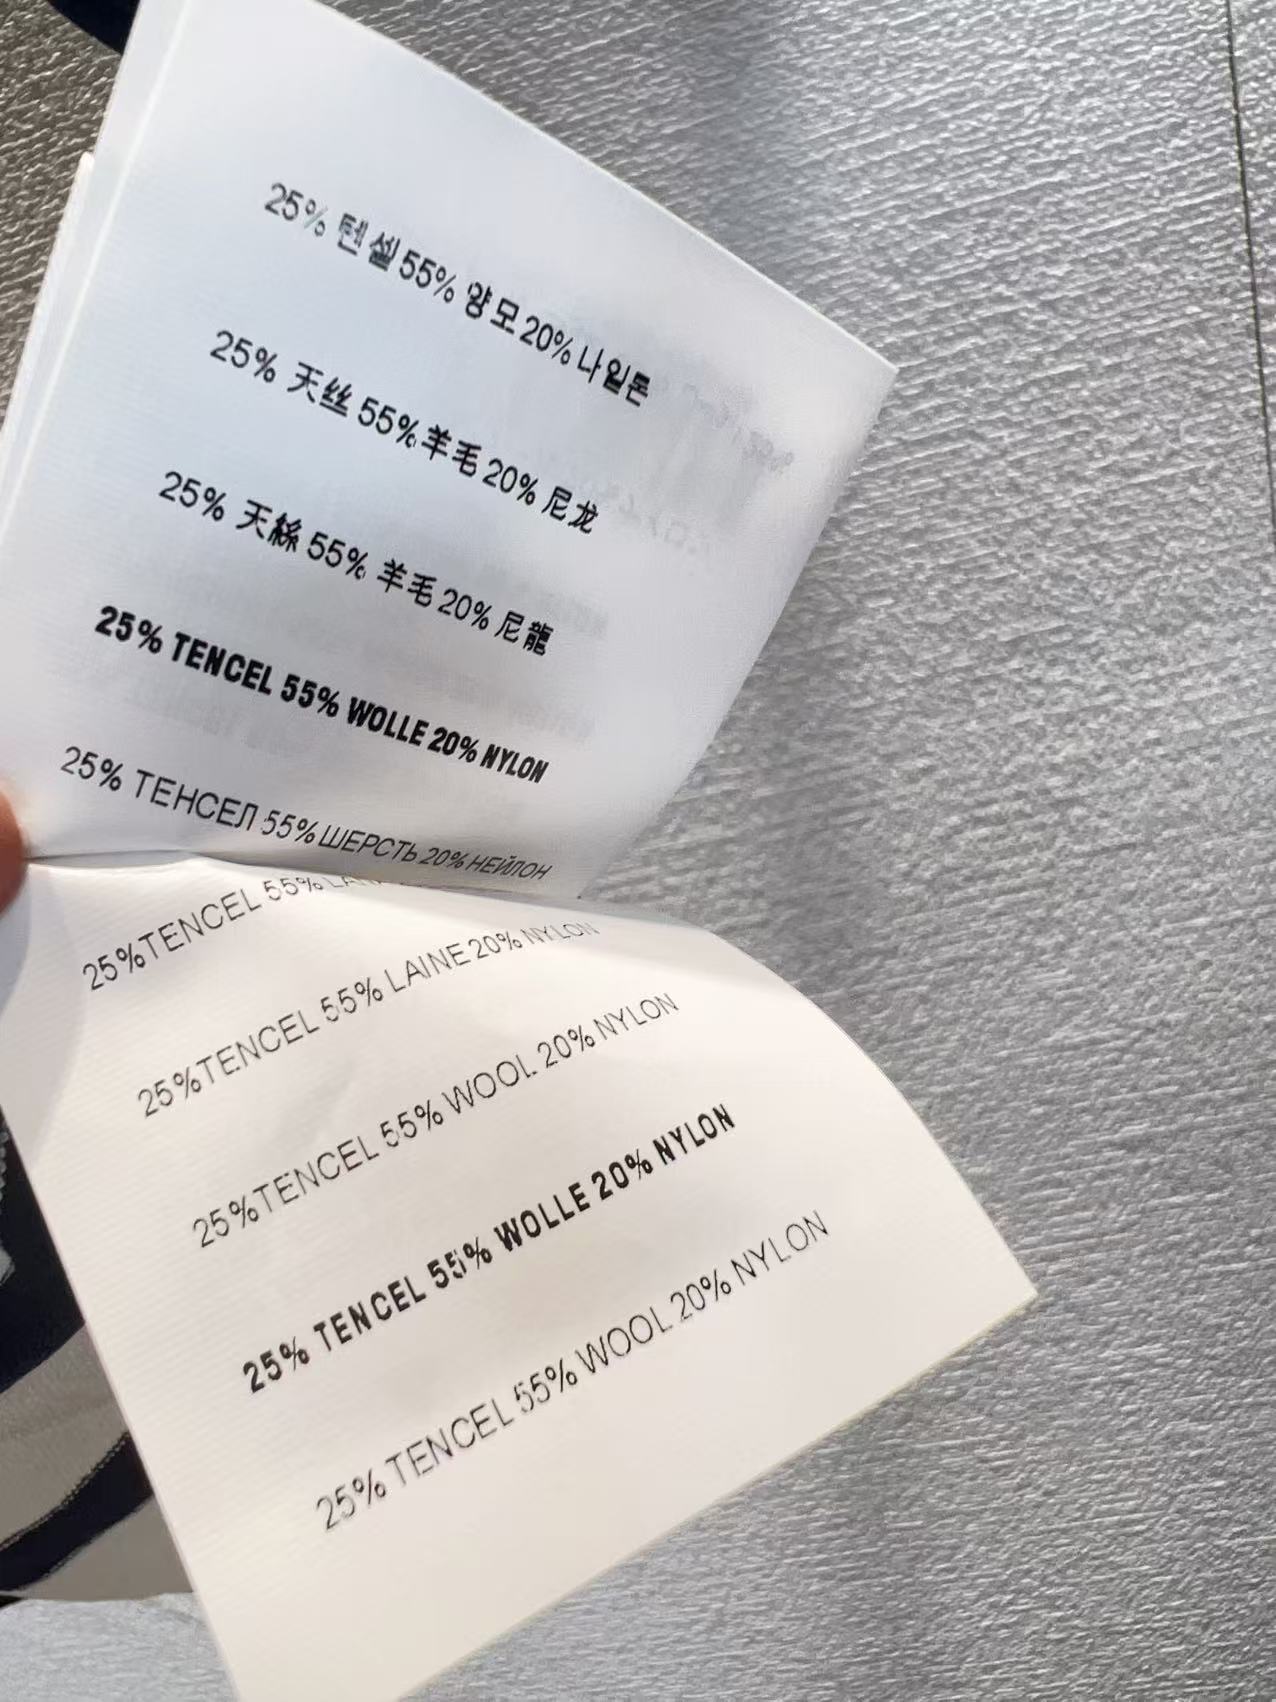 25% 텐셀 55% 양모 20% 나일론
25% 天丝 55% 羊毛 20% 尼龙
25% 天絲 55% 羊毛 20% 尼龍
25% TENCEL 55% WOLLE 20% NYLON
25% ТЕНСЕЛ 55% ШЕРСТЬ 20% НЕЙЛОН
25%TENCEL 55%
25%TENCEL 55% LAINE 20% NYLON
25%TENCEL 55% WOOL 20% NYLON
25% TENCEL 55% WOLLE 20% NYLON
25% TENCEL 55% WOOL 20% NYLON